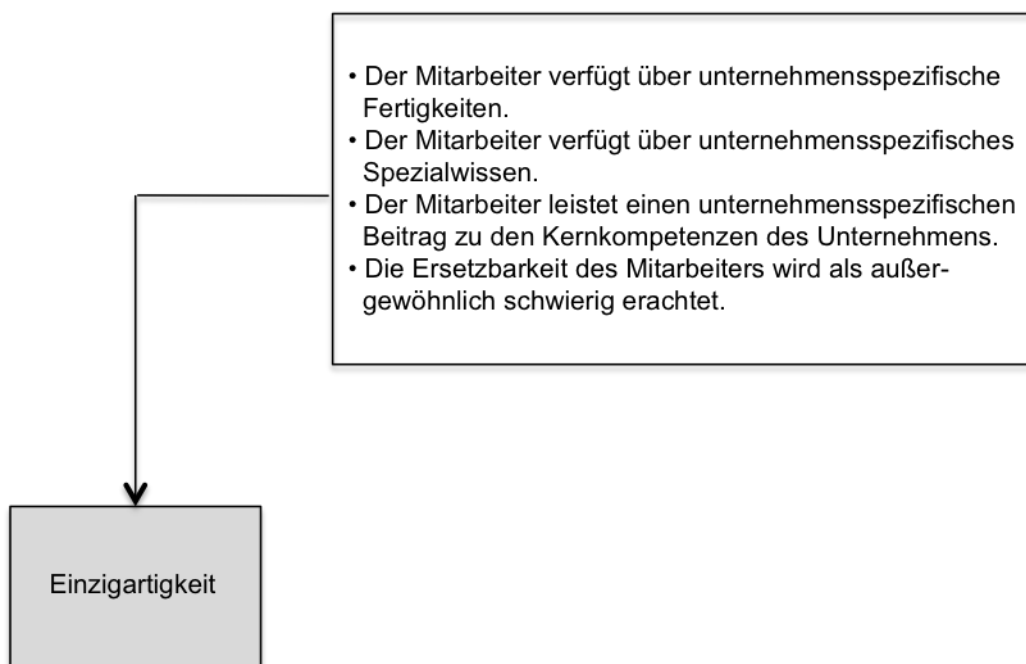 • Der Mitarbeiter verfügt über unternehmensspezifische
Fertigkeiten.
• Der Mitarbeiter verfügt über unternehmensspezifisches
Spezialwissen.
• Der Mitarbeiter leistet einen unternehmensspezifischen
Beitrag zu den Kernkompetenzen des Unternehmens.
• Die Ersetzbarkeit des Mitarbeiters wird als außer-
gewöhnlich schwierig erachtet.
Einzigartigkeit